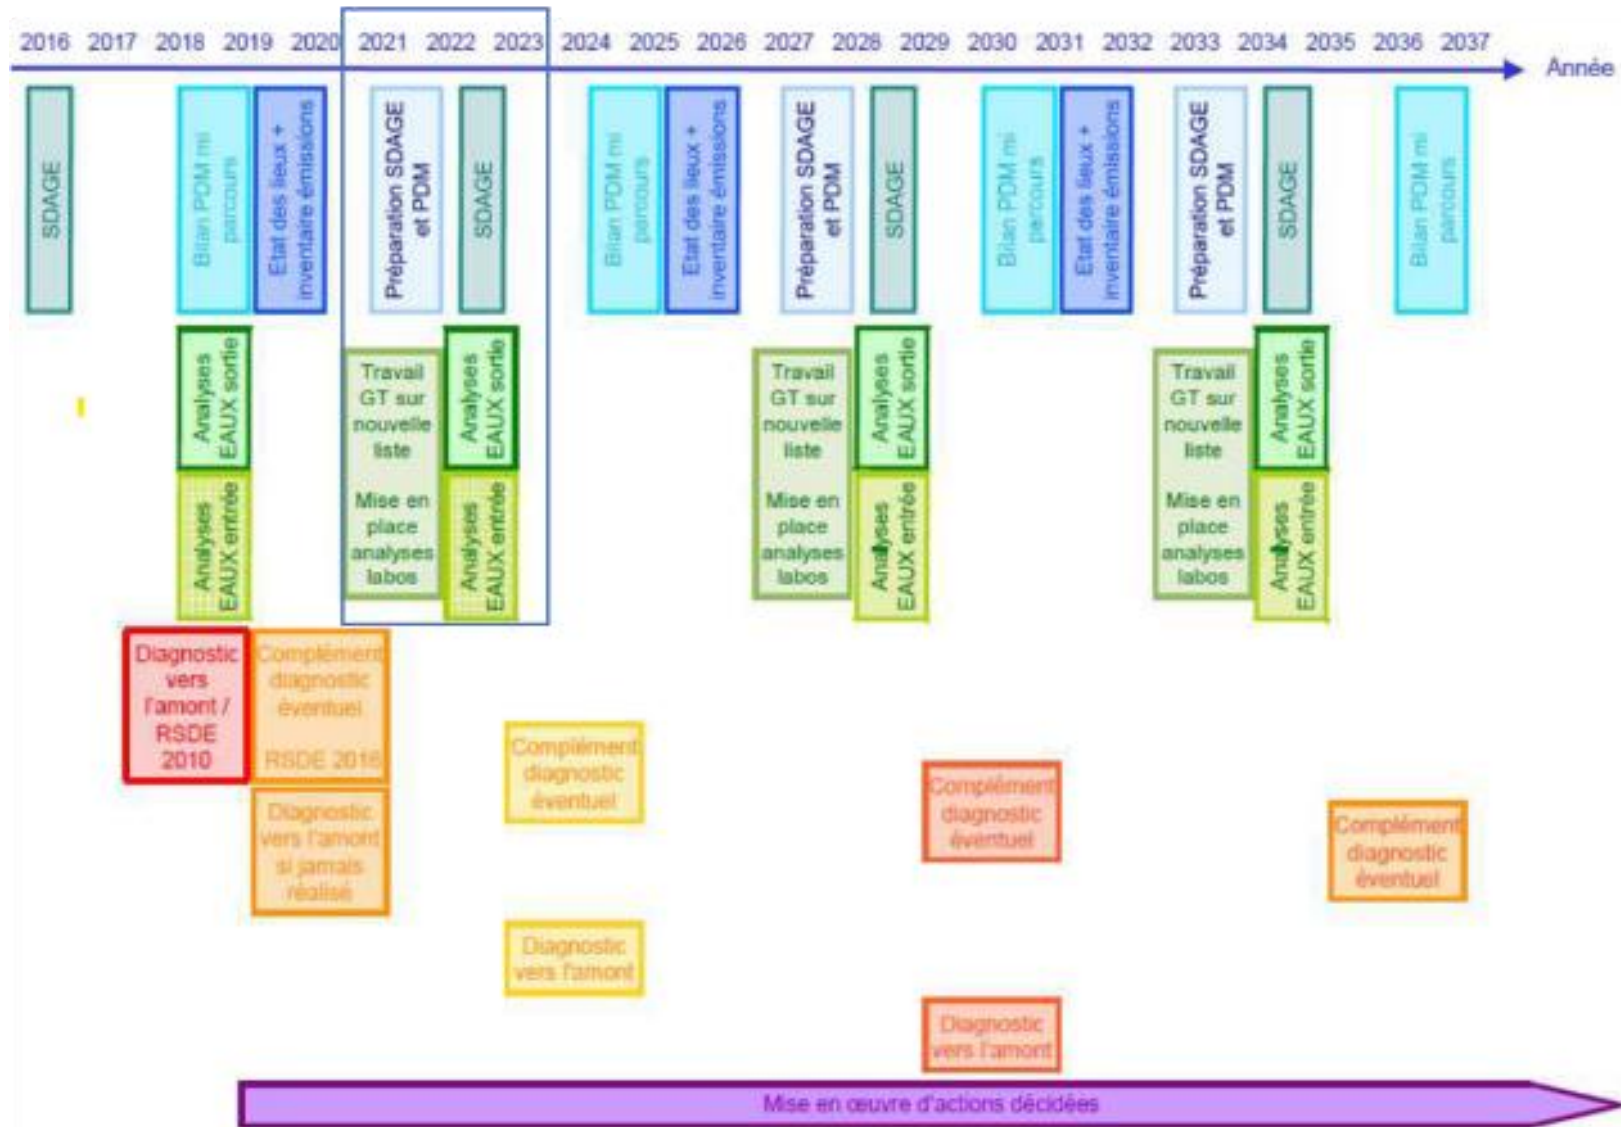 2016 2017 2018 2019 2020 2021 2022 2023 2024 2025 2026 2027 2028 2029 2030 2031 2032 2033 2034 2035 2036 2037
Année
SDAGE
Bilan PDM mi
parcours
Etat des lieux +
inventaire émissions
Préparation SDAGE
et PDM
SDAGE
Bilan PDM mi
parcours
Etat des lieux +
inventaire émissions
Préparation SDAGE
et PDM
SDAGE
Bilan PDM mi
parcours
Etat des lieux +
inventaire émissions
Préparation SDAGE
et PDM
SDAGE
Bilan PDM mi
parcours
Analyses
EAUX sortie
Analyses
EAUX entrée
Travail
GT sur
nouvelle
liste
Mise en
place
analyses
labos
Analyses
EAUX sortie
Analyses
EAUX entrée
Travail
GT sur
nouvelle
liste
Mise en
place
analyses
labos
Analyses
EAUX sortie
Analyses
EAUX entrée
Travail
GT sur
nouvelle
liste
Mise en
place
analyses
labos
Analyses
EAUX sortie
Analyses
EAUX entrée
Diagnostic
vers
l'amont /
RSDE
2010
Complément
diagnostic
éventuel
RSDE 2016
Diagnostic
vers l'amont
si jamais
réalisé
Complément
diagnostic
éventuel
Diagnostic
vers l'amont
Complément
diagnostic
éventuel
Diagnostic
vers l'amont
Complément
diagnostic
éventuel
Mise en œuvre d'actions décidées